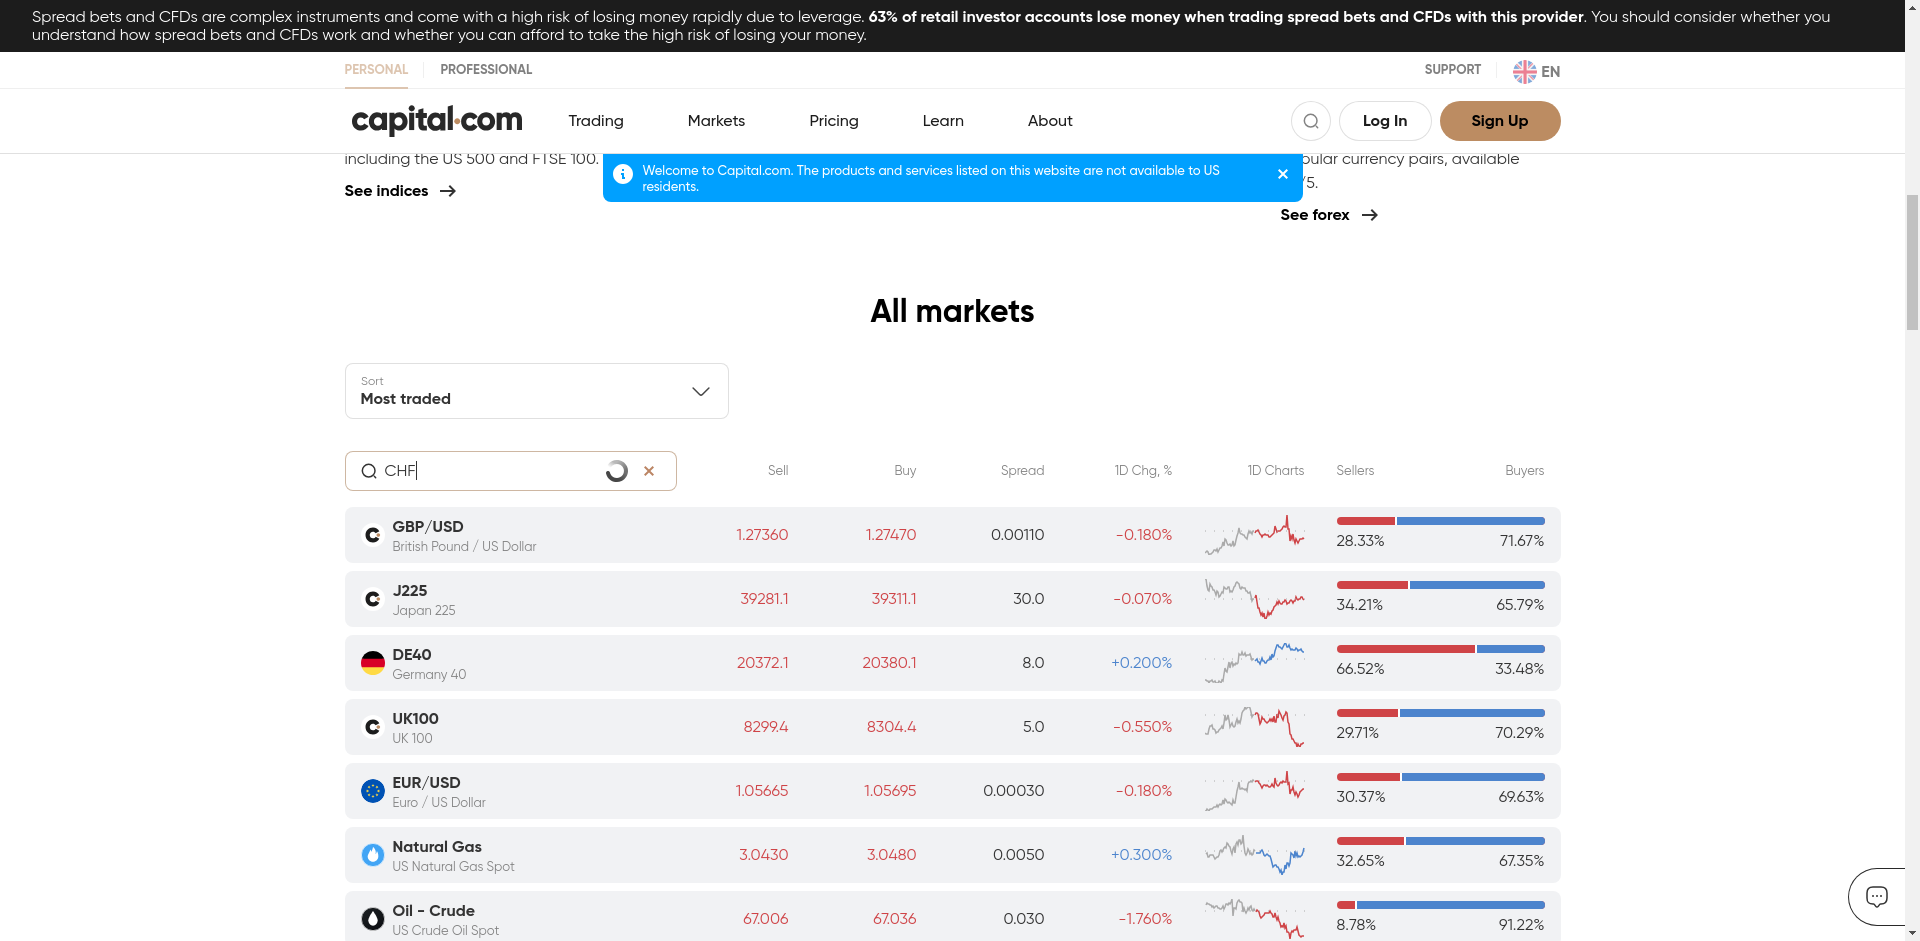 Spread bets and CFDs are complex instruments and come with a high risk of losing money rapidly due to leverage. 63% of retail investor accounts lose money when trading spread bets and CFDs with this provider. You should consider whether you
understand how spread bets and CFDs work and whether you can afford to take the high risk of losing your money.
PERSONAL PROFESSIONAL SUPPORT EN
capital.com Trading Markets Pricing Learn About Log In Sign Up
including the US 500 and FTSE 100. pular currency pairs, available
Welcome to Capital.com. The products and services listed on this website are not available to US
residents.
/5.
See indices
See forex
All markets
Sort
Most traded
CHF Sell Buy Spread 1D Chg, % 1D Charts Sellers Buyers
GBP/USD
British Pound / US Dollar
1.27360 1.27470 0.00110 -0.180% 28.33% 71.67%
J225
Japan 225
39281.1 39311.1 30.0 -0.070% 34.21% 65.79%
DE40
Germany 40
20372.1 20380.1 8.0 +0.200% 66.52% 33.48%
UK100
UK 100
8299.4 8304.4 5.0 -0.550% 29.71% 70.29%
EUR/USD
Euro / US Dollar
1.05665 1.05695 0.00030 -0.180% 30.37% 69.63%
Natural Gas
US Natural Gas Spot
3.0430 3.0480 0.0050 +0.300% 32.65% 67.35%
Oil - Crude
US Crude Oil Spot
67.006 67.036 0.030 -1.760% 8.78% 91.22%